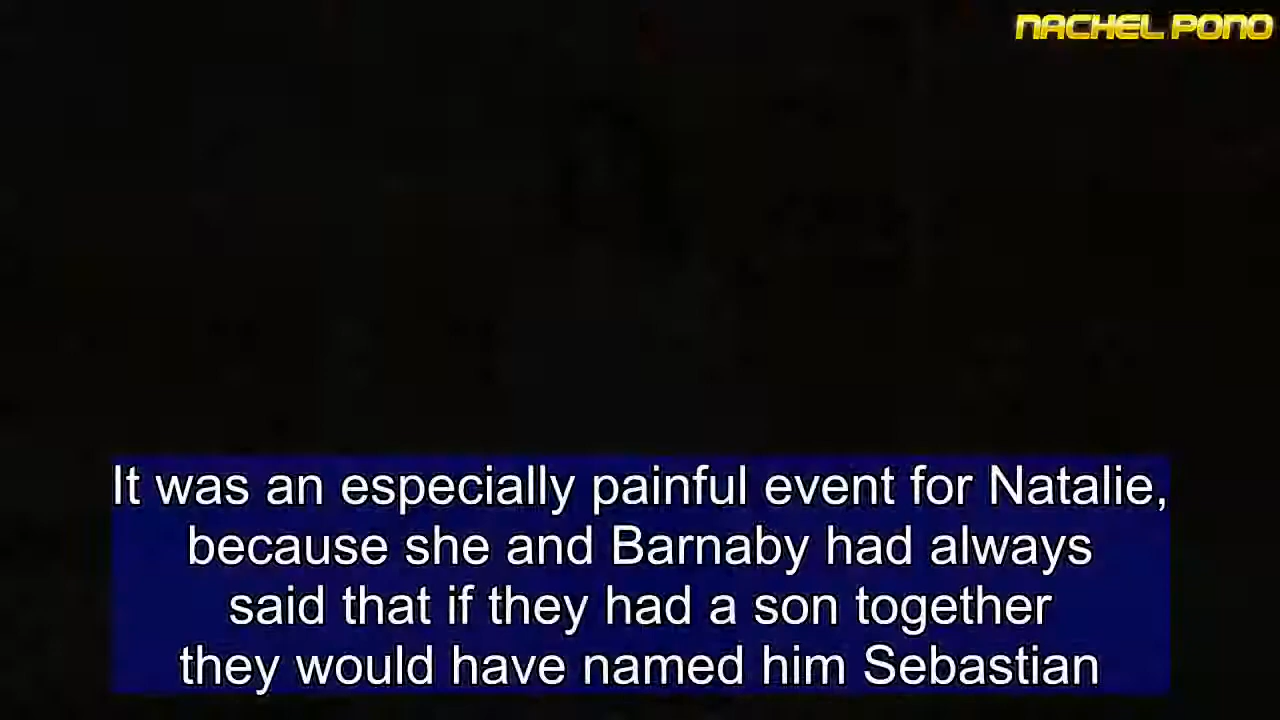 NACHEL PONO
It was an especially painful event for Natalie,
because she and Barnaby had always
said that if they had a son together
they would have named him Sebastian